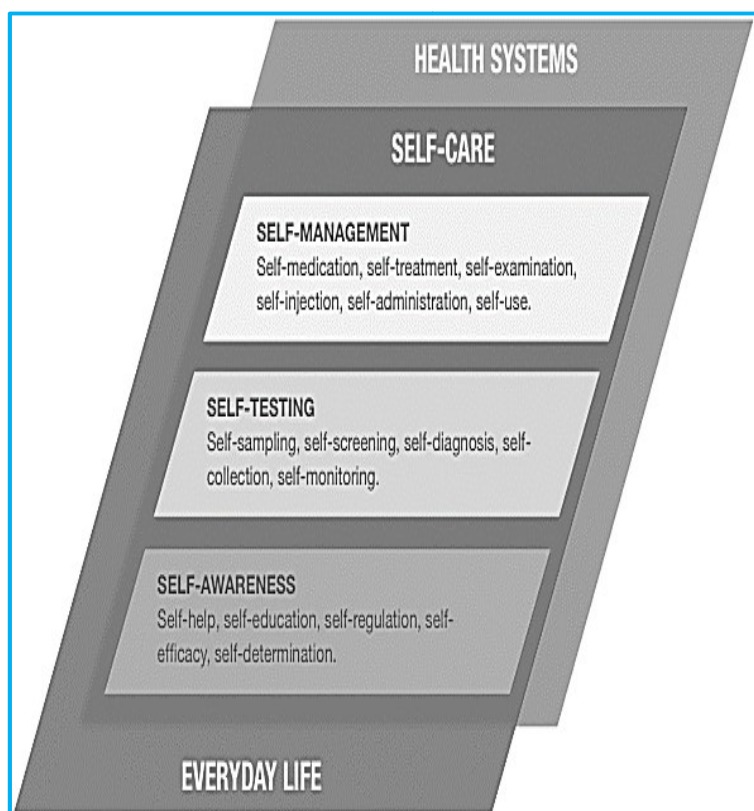 HEALTH SYSTEMS
SELF-CARE
SELF-MANAGEMENT
Self-medication, self-treatment, self-examination,
self-injection, self-administration, self-use.
SELF-TESTING
Self-sampling, self-screening, self-diagnosis, self-
collection, self-monitoring.
SELF-AWARENESS
Self-help, self-education, self-regulation, self-
efficacy, self-determination.
EVERYDAY LIFE